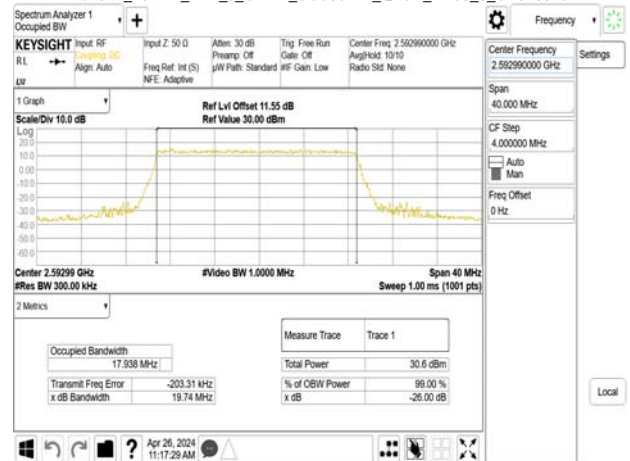 Spectrum Analyzer 1
Occupied BW
Frequency
KEYSIGHT
RL
Input: RF
Coupling: DC
Align: Auto
Input Z: 50 Ω
Freq Ref: Int (S)
NFE: Adaptive
Atten: 30 dB
Preamp: Off
µW Path: Standard
Trig: Free Run
Gate: Off
#IF Gain: Low
Center Freq: 2.592990000 GHz
Avg|Hold: 10/10
Radio Std: None
Center Frequency
2.592990000 GHz
Settings
Span
40.000 MHz
CF Step
4.000000 MHz
Auto
Man
Freq Offset
0 Hz
1 Graph
Scale/Div 10.0 dB
Ref Lvl Offset 11.55 dB
Ref Value 30.00 dBm
Log
20.0
10.0
0.00
-10.0
-20.0
-30.0
-40.0
-50.0
-60.0
Center 2.59299 GHz
#Res BW 300.00 kHz
#Video BW 1.0000 MHz
Span 40 MHz
Sweep 1.00 ms (1001 pts)
2 Metrics
Measure Trace Trace 1
Occupied Bandwidth
17.938 MHz
Total Power 30.6 dBm
Transmit Freq Error -203.31 kHz
% of OBW Power 99.00 %
x dB Bandwidth 19.74 MHz
x dB -26.00 dB
Local
Apr 26, 2024
11:17:29 AM